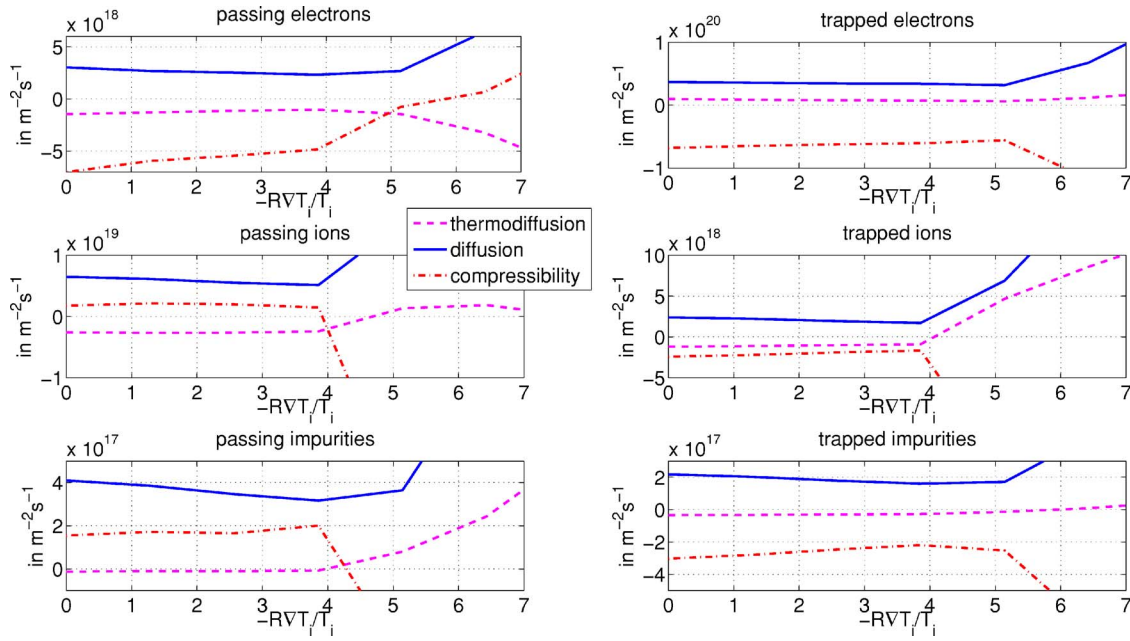 passing electrons
x 10^18
5
0
−5
in m^−2s^−1
0 1 2 3 4 5 6 7
−R∇T_i/T_i
trapped electrons
x 10^20
1
0
−1
in m^−2s^−1
0 1 2 3 4 5 6 7
−R∇T_i/T_i
thermodiffusion
diffusion
compressibility
passing ions
x 10^19
1
0
−1
in m^−2s^−1
0 1 2 3 4 5 6 7
−R∇T_i/T_i
trapped ions
x 10^18
10
5
0
−5
in m^−2s^−1
0 1 2 3 4 5 6 7
−R∇T_i/T_i
passing impurities
x 10^17
4
2
0
in m^−2s^−1
0 1 2 3 4 5 6 7
−R∇T_i/T_i
trapped impurities
x 10^17
2
0
−2
−4
in m^−2s^−1
0 1 2 3 4 5 6 7
−R∇T_i/T_i